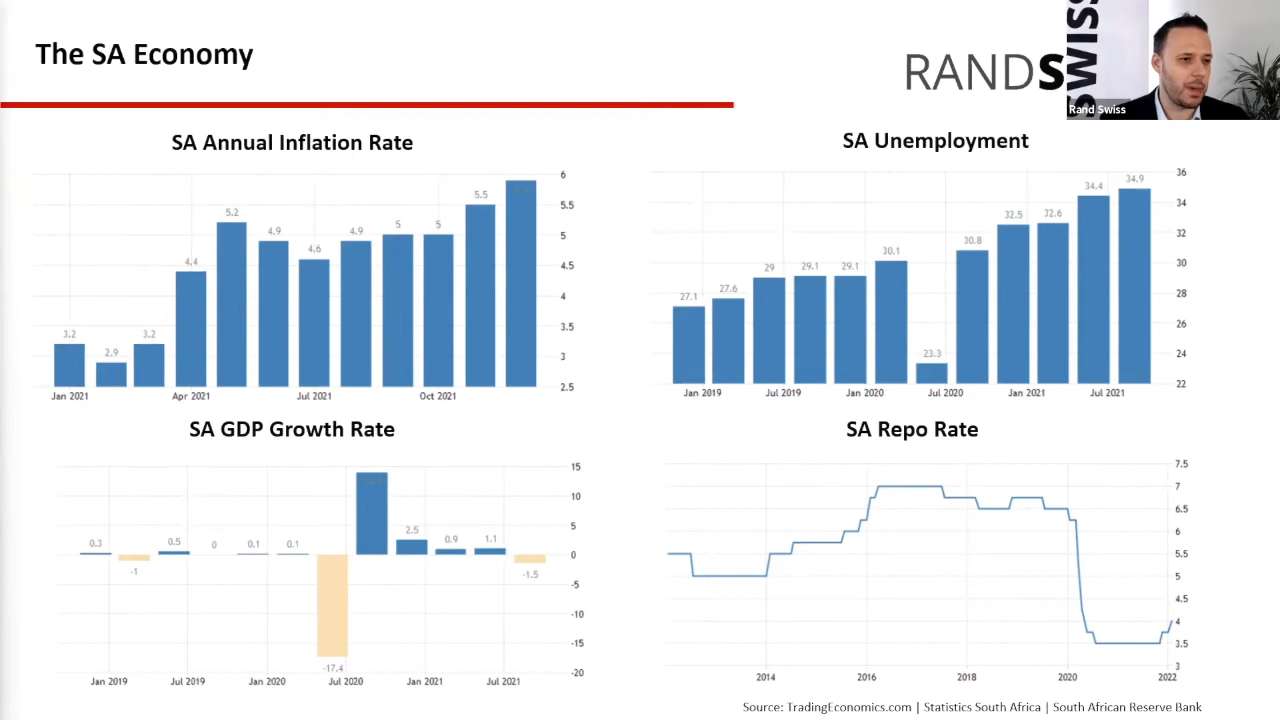 The SA Economy
RANDS
SWISS
Rand Swiss
SA Annual Inflation Rate
6
5.5
5
4.5
4
3.5
3
2.5
3.2
2.9
3.2
4.4
5.2
4.9
4.6
4.9
5
5
5.5
Jan 2021
Apr 2021
Jul 2021
Oct 2021
SA Unemployment
36
34
32
30
28
26
24
22
27.1
27.6
29
29.1
29.1
30.1
23.3
30.8
32.5
32.6
34.4
34.9
Jan 2019
Jul 2019
Jan 2020
Jul 2020
Jan 2021
Jul 2021
SA GDP Growth Rate
15
10
5
0
-5
-10
-15
-20
0.3
-1
0.5
0
0.1
0.1
-17.4
2.5
0.9
1.1
-1.5
Jan 2019
Jul 2019
Jan 2020
Jul 2020
Jan 2021
Jul 2021
SA Repo Rate
7.5
7
6.5
6
5.5
5
4.5
4
3.5
3
2014
2016
2018
2020
2022
Source: TradingEconomics.com | Statistics South Africa | South African Reserve Bank